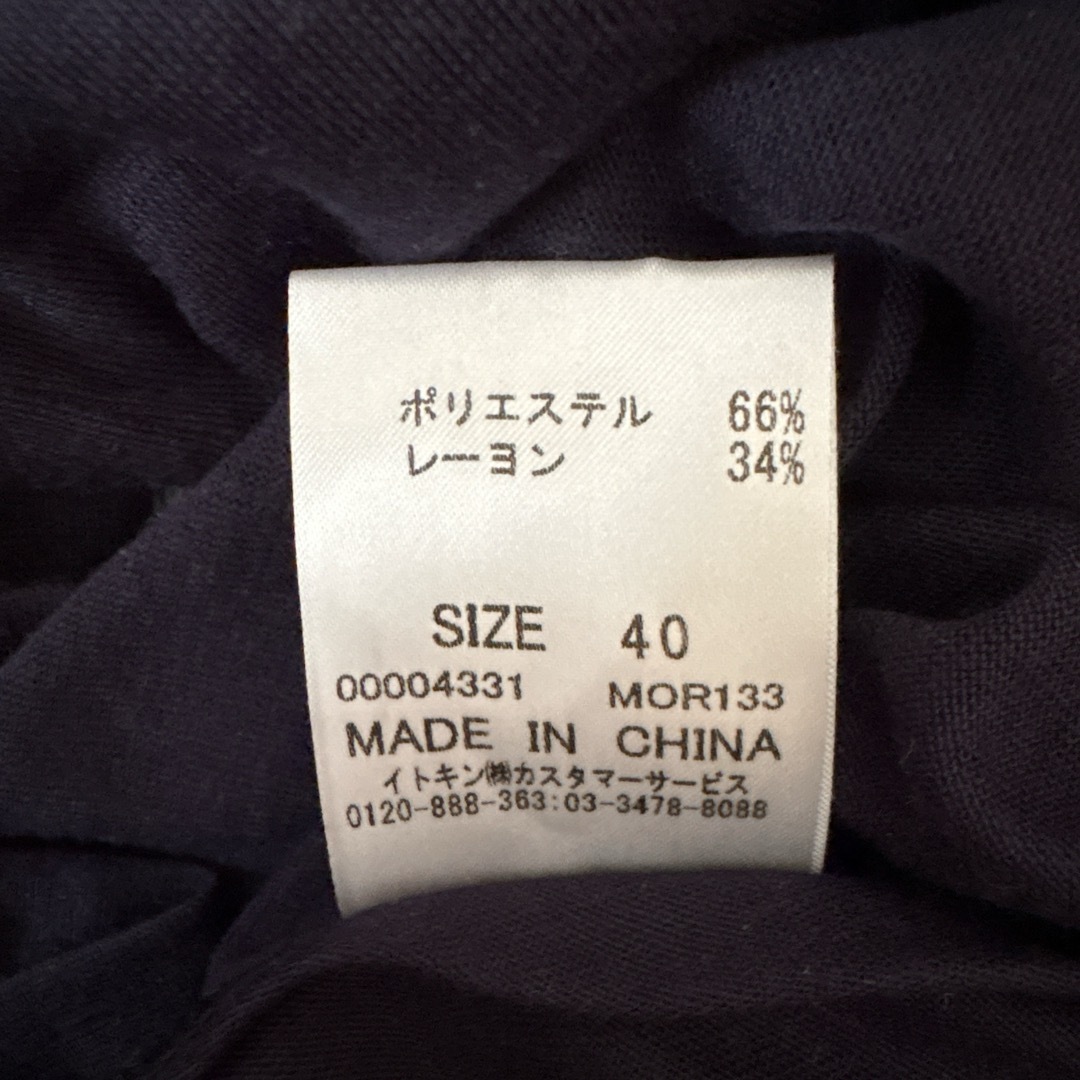 ポリエステル 66%
レーヨン 34%
SIZE 40
00004331 MOR133
MADE IN CHINA
イトキン㈱カスタマーサービス
0120-888-363:03-3478-8088